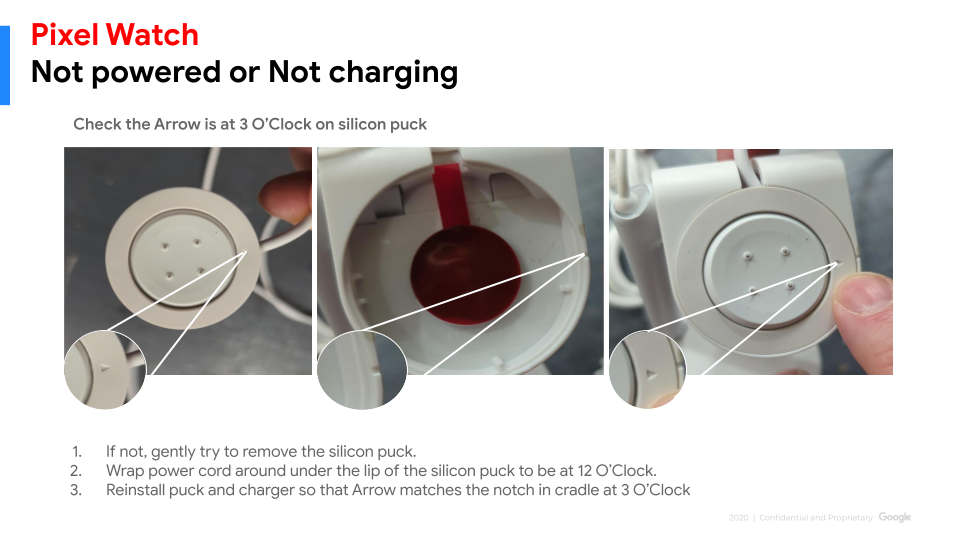 Pixel Watch
Not powered or Not charging
Check the Arrow is at 3 O'Clock on silicon puck
1. If not, gently try to remove the silicon puck.
2. Wrap power cord around under the lip of the silicon puck to be at 12 O'Clock.
3. Reinstall puck and charger so that Arrow matches the notch in cradle at 3 O'Clock
2020 | Confidential and Proprietary Google